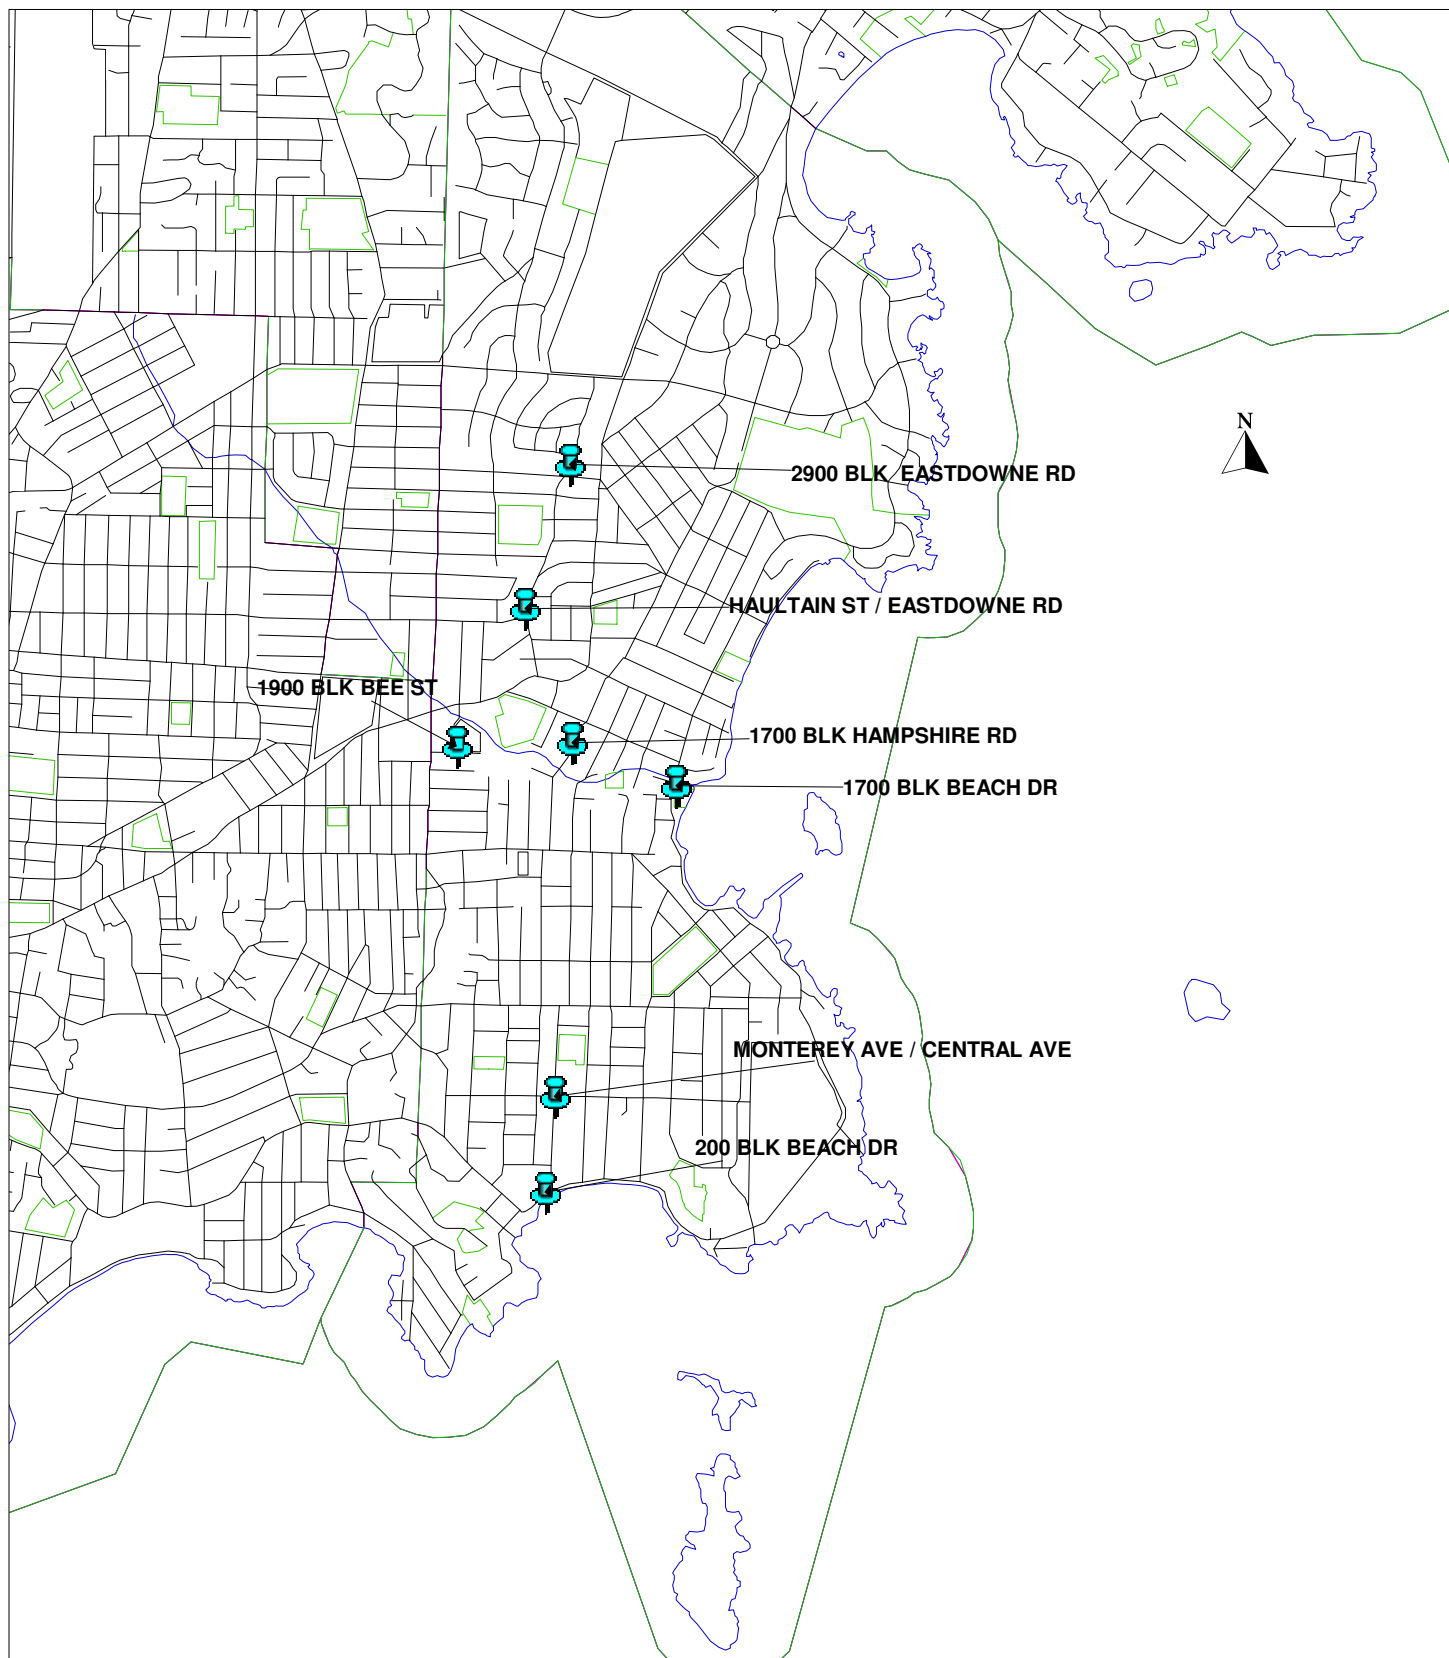 N
2900 BLK EASTDOWNE RD
HAULTAIN ST / EASTDOWNE RD
1900 BLK BEE ST
1700 BLK HAMPSHIRE RD
1700 BLK BEACH DR
MONTEREY AVE / CENTRAL AVE
200 BLK BEACH DR